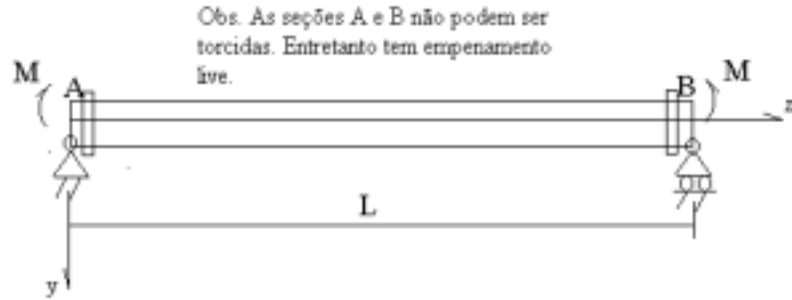 Obs. As seções A e B não podem ser
torcidas. Entretanto tem empenamento
live.
M
A
B
M
z
L
y